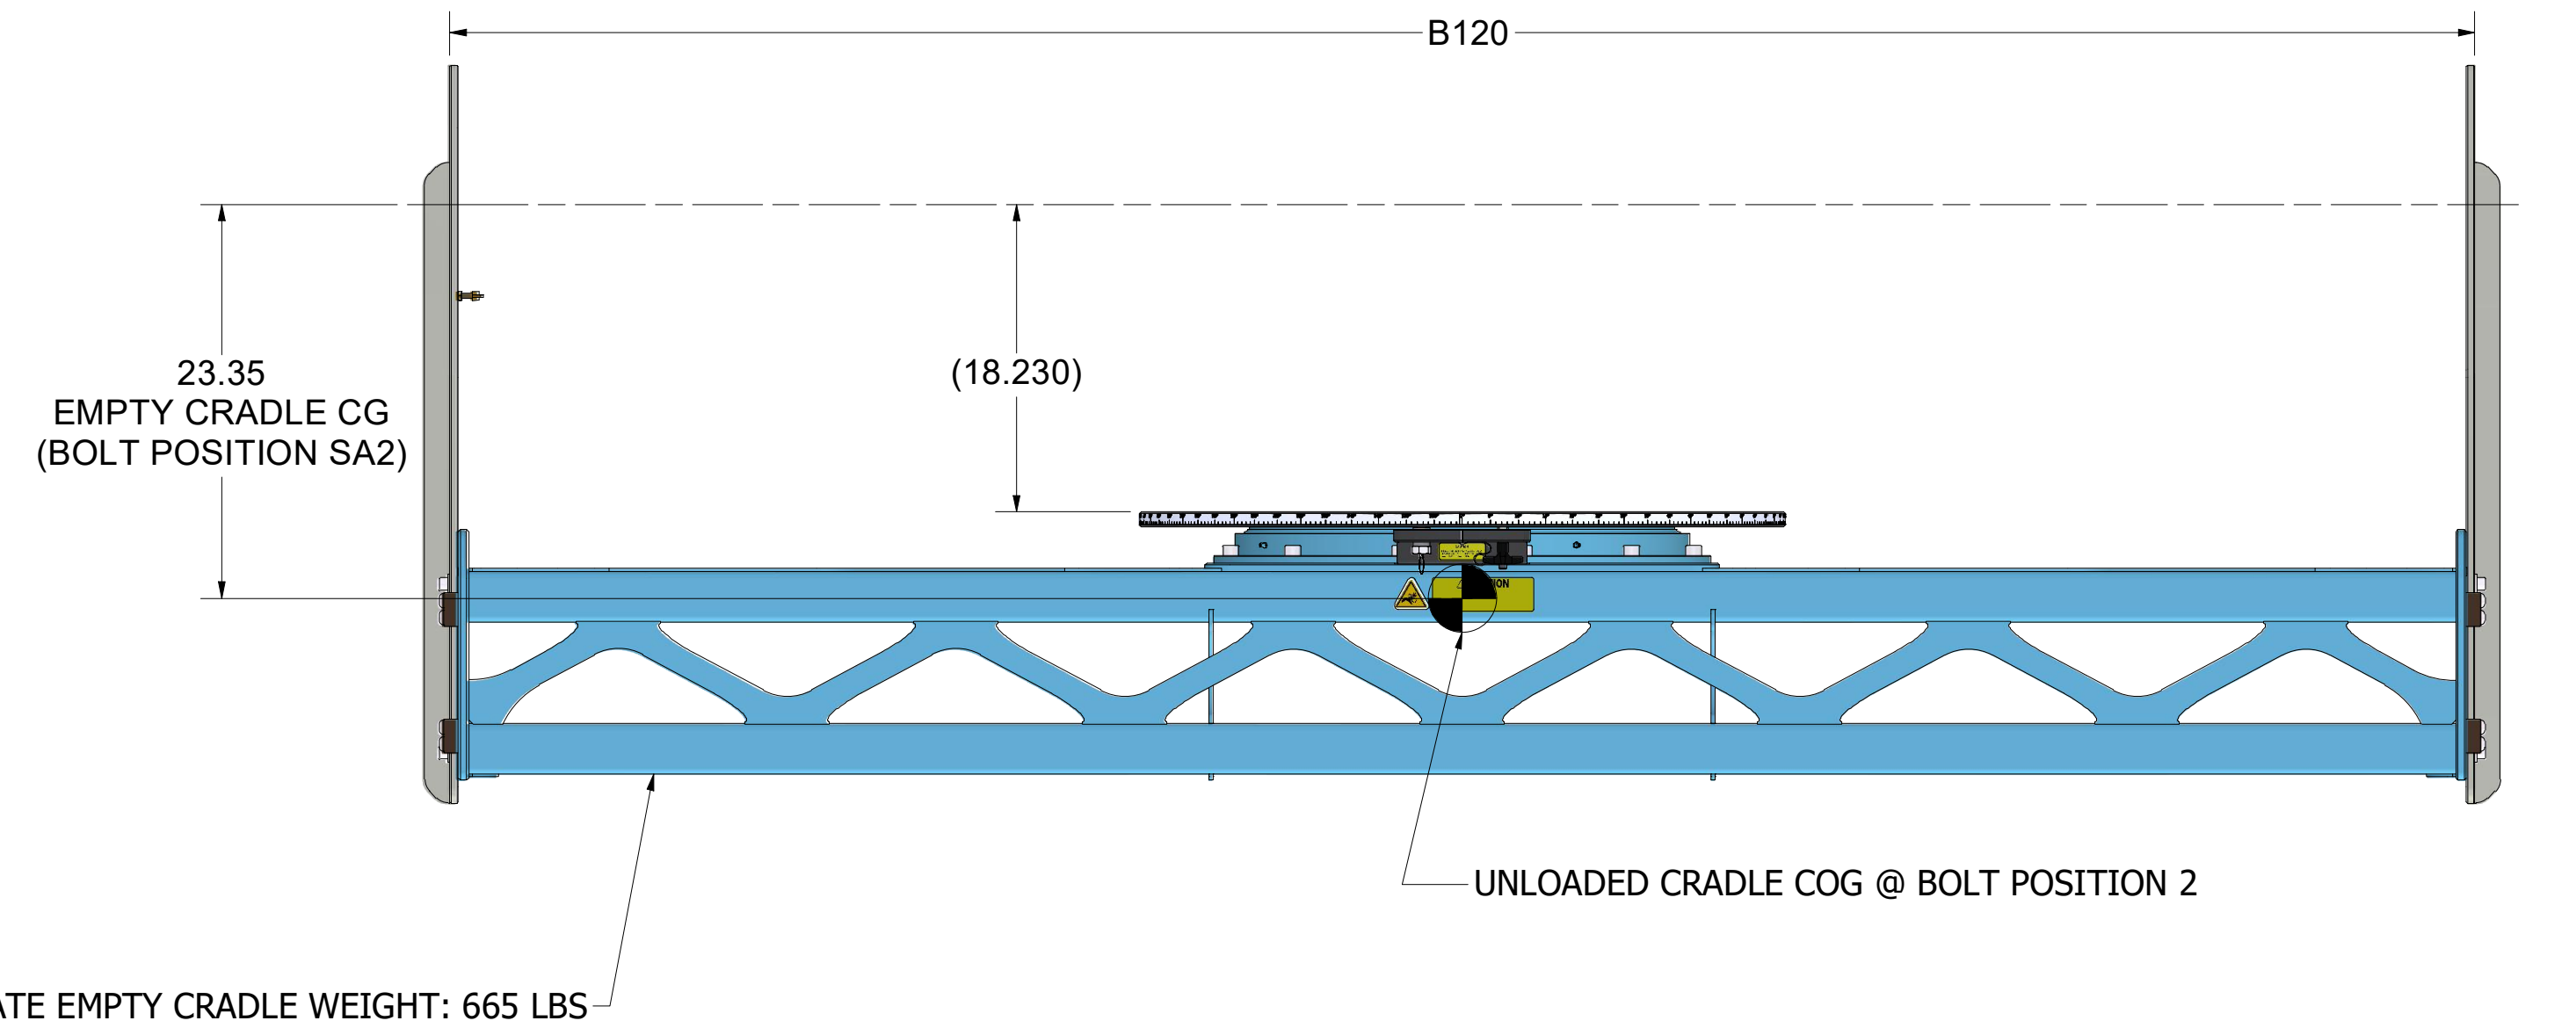 B120
23.35
EMPTY CRADLE CG
(BOLT POSITION SA2)
(18.230)
UNLOADED CRADLE COG @ BOLT POSITION 2
ATE EMPTY CRADLE WEIGHT: 665 LBS